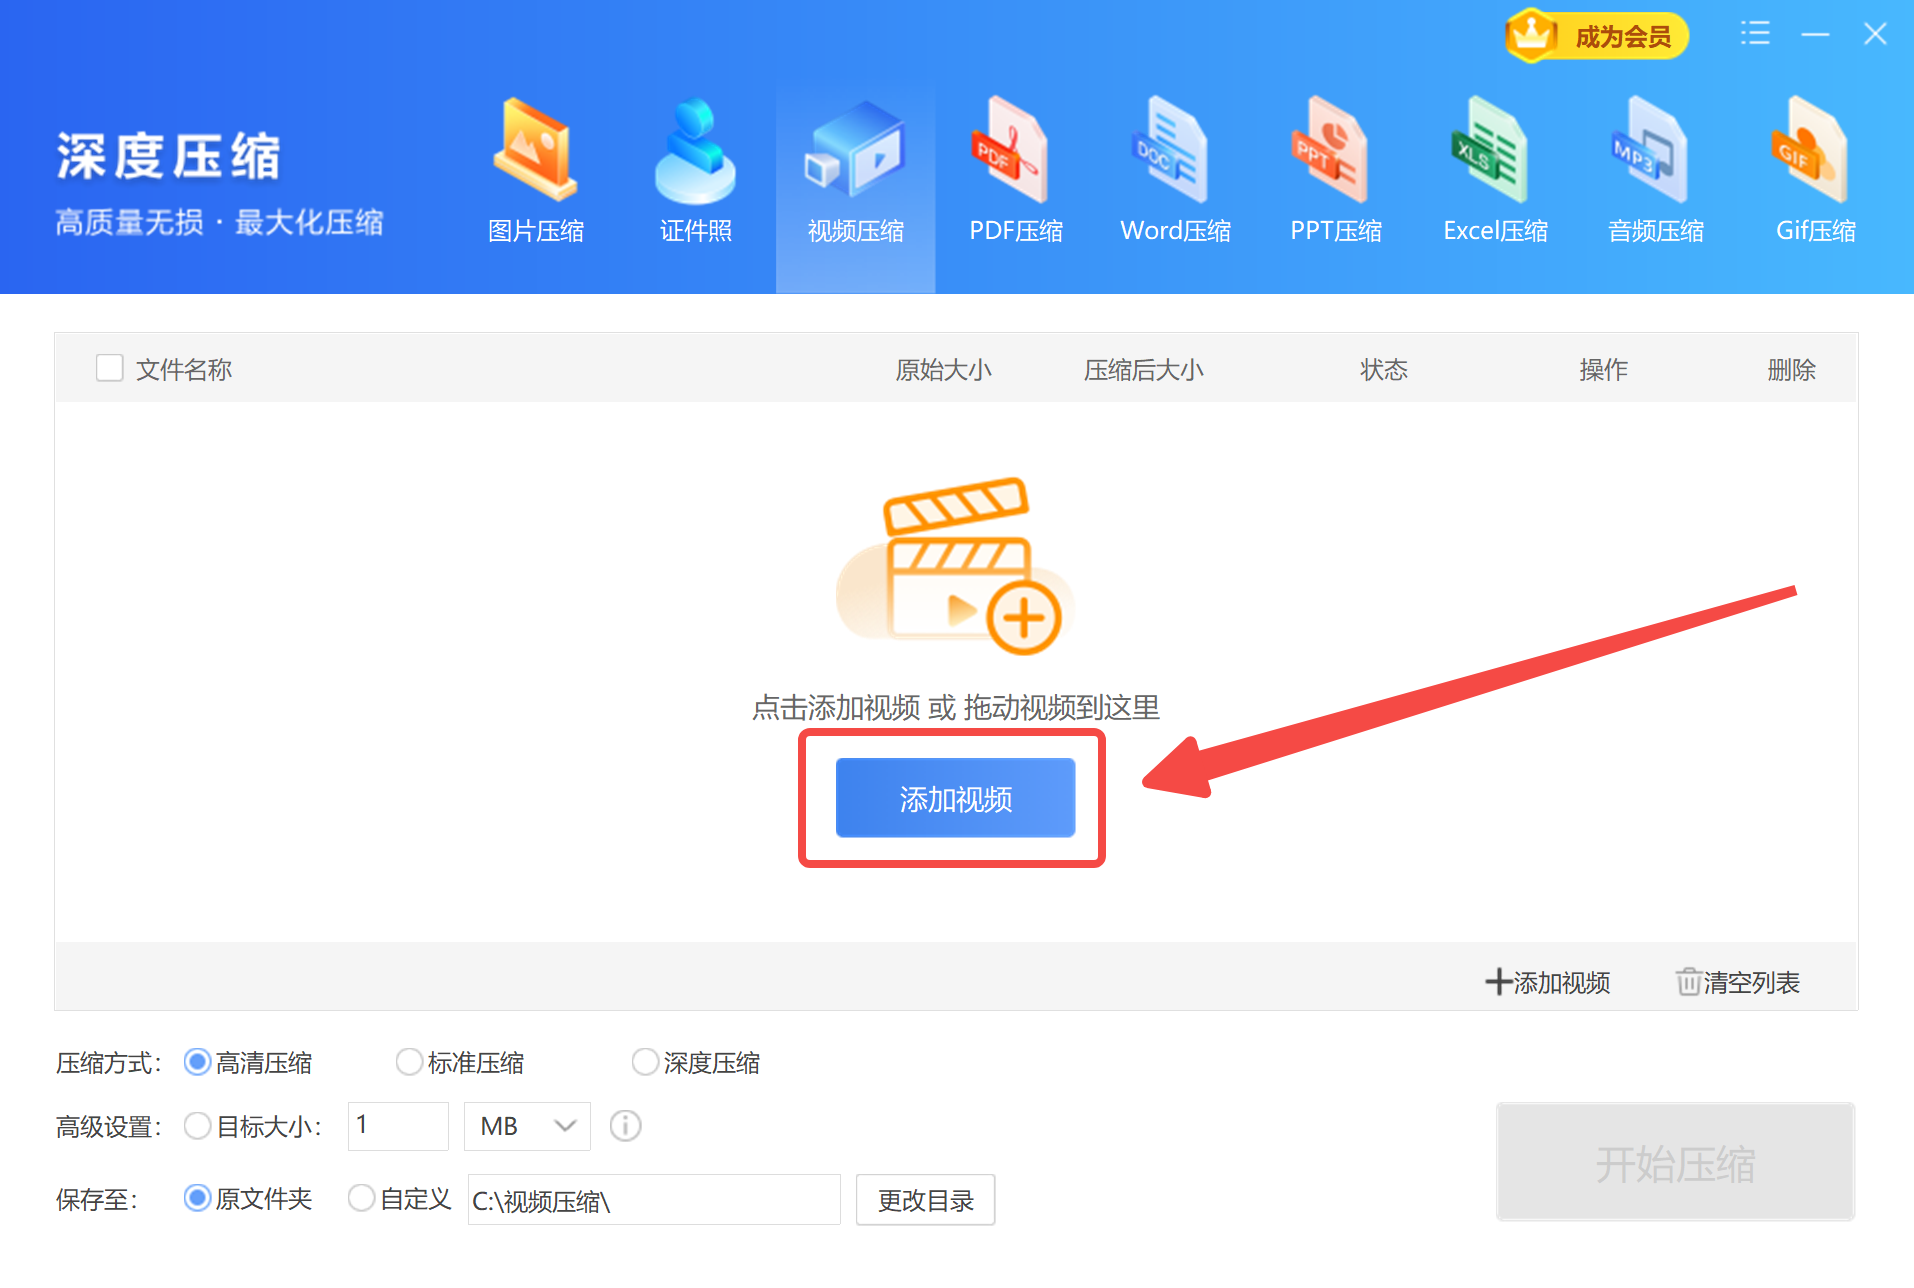 成为会员
深度压缩
高质量无损 · 最大化压缩
图片压缩
证件照
视频压缩
PDF
PDF压缩
DOC
Word压缩
PPT
PPT压缩
XLS
Excel压缩
MP3
音频压缩
GIF
Gif压缩
文件名称 原始大小 压缩后大小 状态 操作 删除
点击添加视频 或 拖动视频到这里
添加视频
添加视频 清空列表
压缩方式： 高清压缩 标准压缩 深度压缩
高级设置： 目标大小： 1 MB
保存至： 原文件夹 自定义 C:\视频压缩\ 更改目录
开始压缩